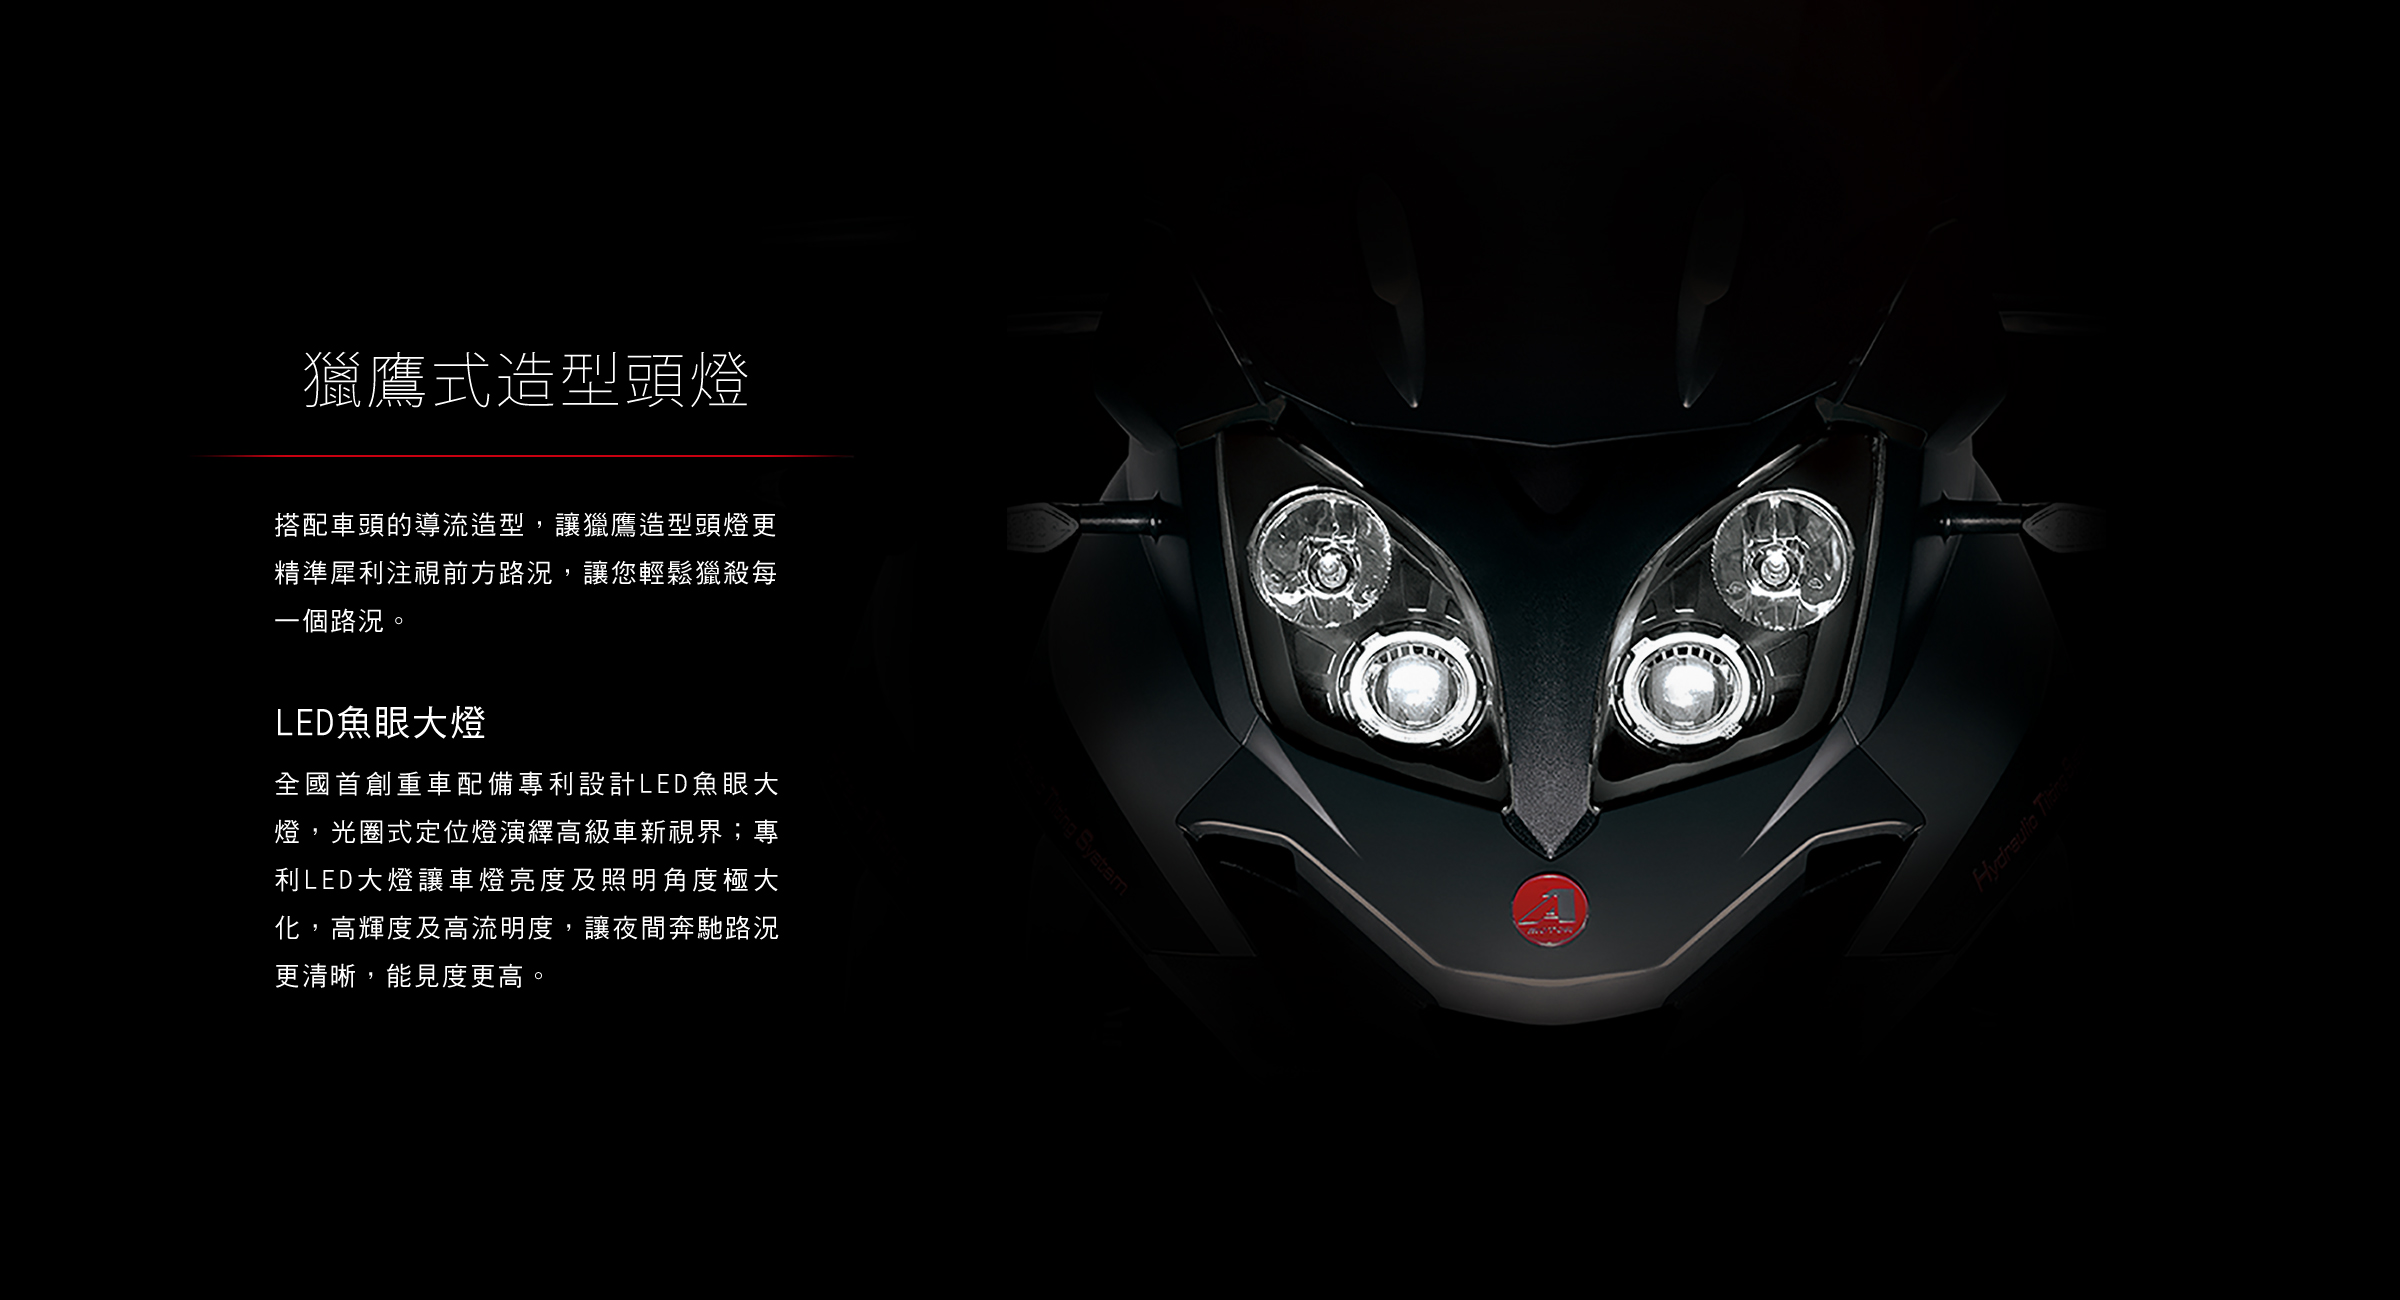 獵鷹式造型頭燈
搭配車頭的導流造型，讓獵鷹造型頭燈更
精準犀利注視前方路況，讓您輕鬆獵殺每
一個路況。
LED魚眼大燈
全國首創重車配備專利設計LED魚眼大
燈，光圈式定位燈演繹高級車新視界；專
利LED大燈讓車燈亮度及照明角度極大
化，高輝度及高流明度，讓夜間奔馳路況
更清晰，能見度更高。
System
Hydraulic